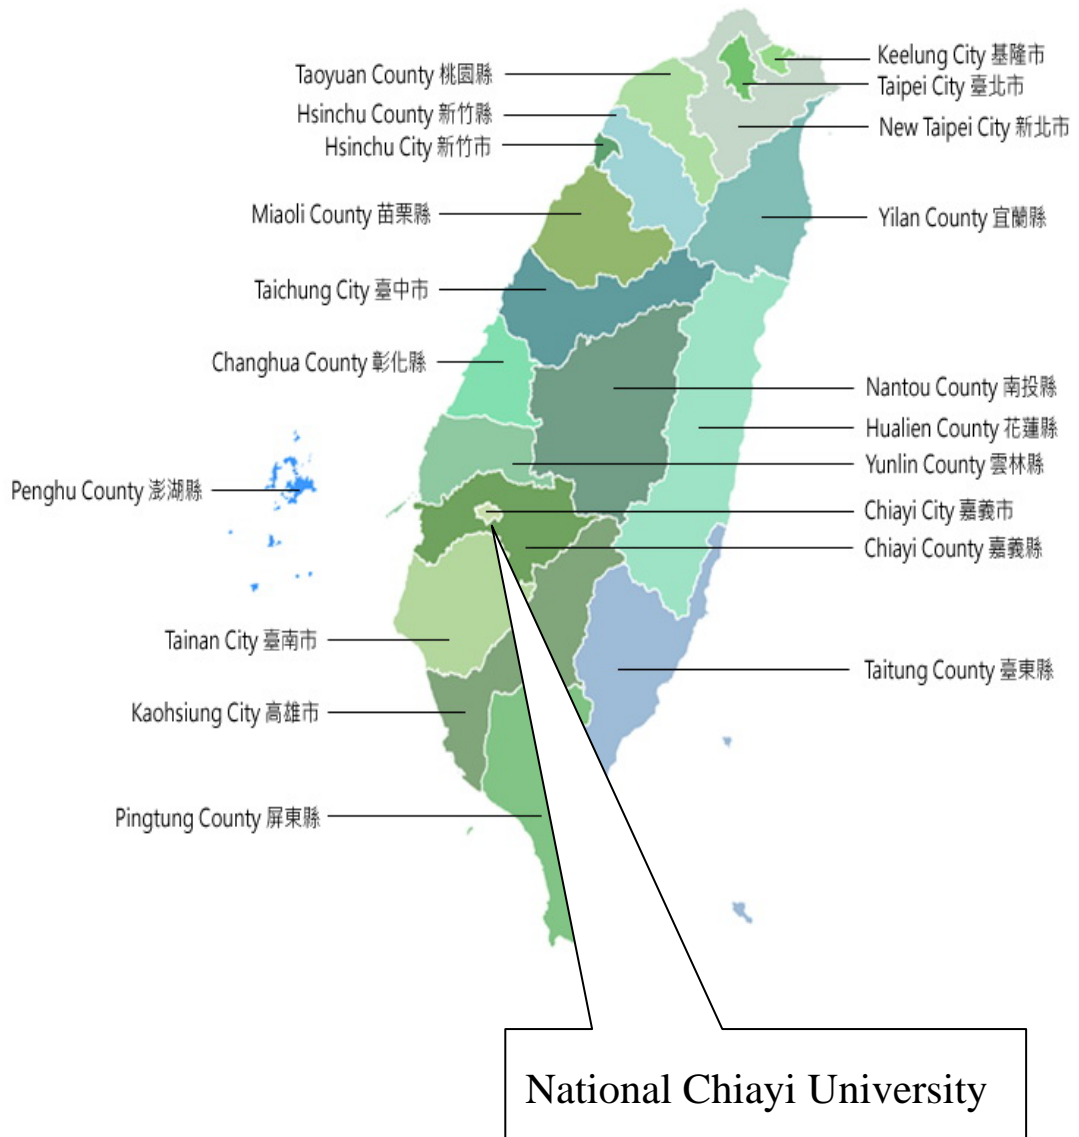 Keelung City 基隆市
Taoyuan County 桃園縣
Taipei City 臺北市
Hsinchu County 新竹縣
New Taipei City 新北市
Hsinchu City 新竹市
Miaoli County 苗栗縣
Yilan County 宜蘭縣
Taichung City 臺中市
Changhua County 彰化縣
Nantou County 南投縣
Hualien County 花蓮縣
Yunlin County 雲林縣
Penghu County 澎湖縣
Chiayi City 嘉義市
Chiayi County 嘉義縣
Tainan City 臺南市
Taitung County 臺東縣
Kaohsiung City 高雄市
Pingtung County 屏東縣
National Chiayi University